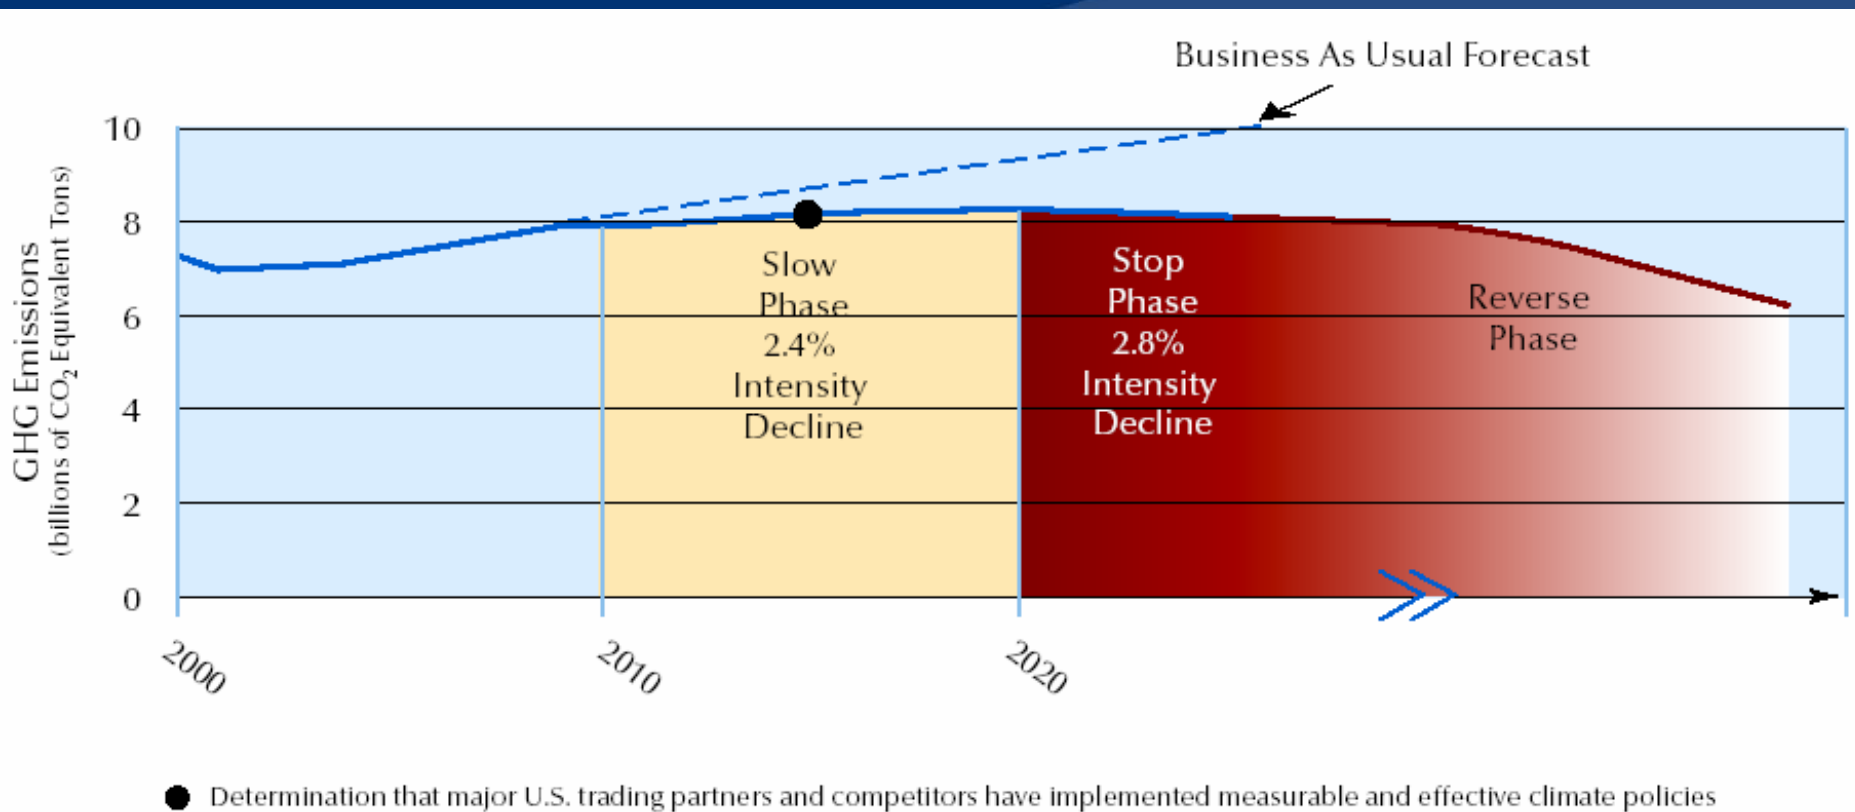 Business As Usual Forecast
GHG Emissions
(billions of CO₂ Equivalent Tons)
10
8
6
4
2
0
Slow
Phase
2.4%
Intensity
Decline
Stop
Phase
2.8%
Intensity
Decline
Reverse
Phase
2000
2010
2020
Determination that major U.S. trading partners and competitors have implemented measurable and effective climate policies